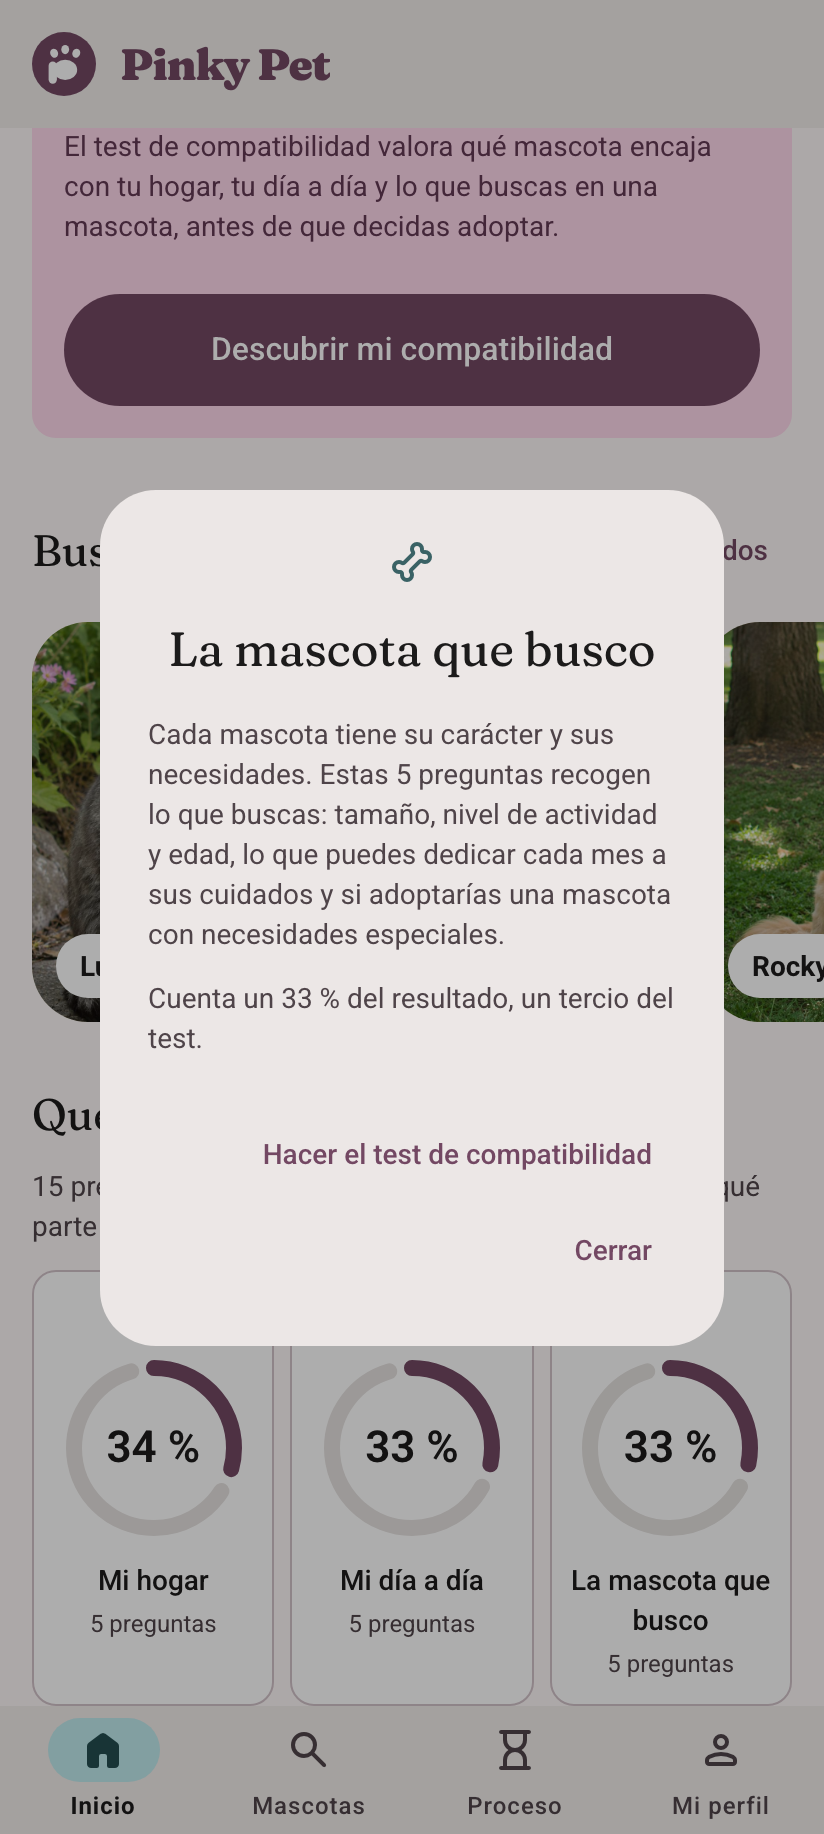 Pinky Pet
El test de compatibilidad valora qué mascota encaja
con tu hogar, tu día a día y lo que buscas en una
mascota, antes de que decidas adoptar.
Descubrir mi compatibilidad
La mascota que busco
Cada mascota tiene su carácter y sus
necesidades. Estas 5 preguntas recogen
lo que buscas: tamaño, nivel de actividad
y edad, lo que puedes dedicar cada mes a
sus cuidados y si adoptarías una mascota
con necesidades especiales.
Cuenta un 33 % del resultado, un tercio del
test.
Hacer el test de compatibilidad
Cerrar
Rocky
15
qué
parte
34 %
33 %
33 %
Mi hogar
Mi día a día
La mascota que
busco
5 preguntas
5 preguntas
5 preguntas
Inicio
Mascotas
Proceso
Mi perfil